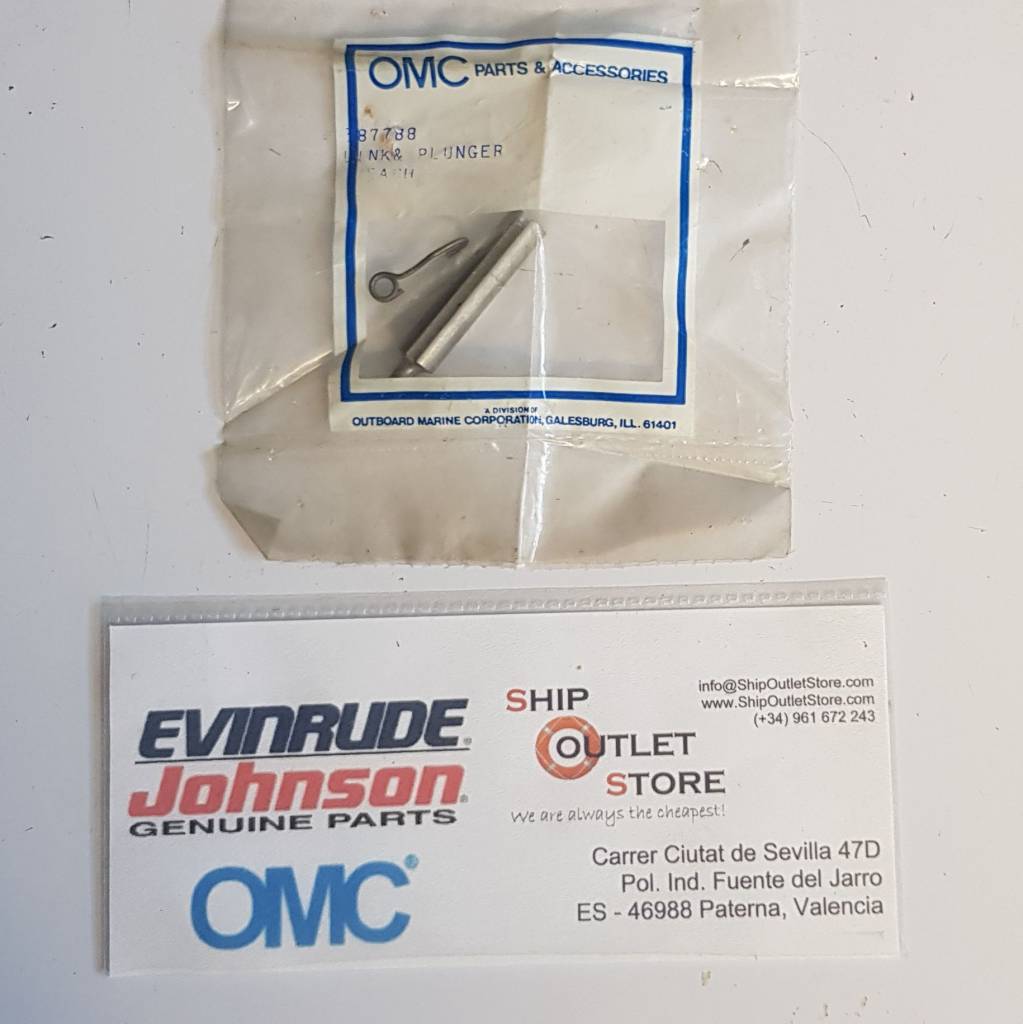 OMC PARTS & ACCESSORIES
87788
PLUNGER
A DIVISION OF
OUTBOARD MARINE CORPORATION, GALESBURG, ILL. 61401
EVINRUDE®
Johnson®
GENUINE PARTS
OMC®
SHIP
OUTLET
STORE
We are always the cheapest!
info@ShipOutletStore.com
www.ShipOutletStore.com
(+34) 961 672 243
Carrer Ciutat de Sevilla 47D
Pol. Ind. Fuente del Jarro
ES - 46988 Paterna, Valencia